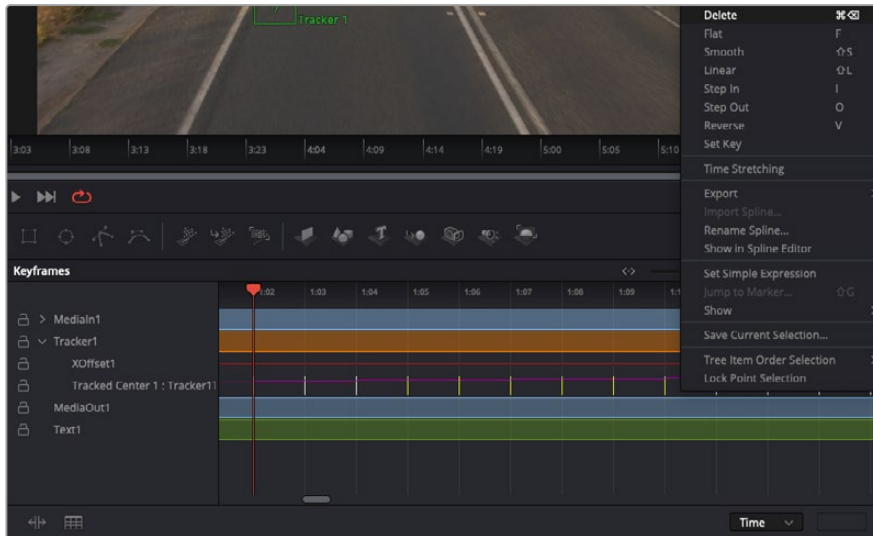 Tracker 1
Delete ⌘⌫
Flat F
Smooth ⇧S
Linear ⇧L
Step In I
Step Out O
Reverse V
Set Key
Time Stretching
Export
Import Spline...
Rename Spline...
Show in Spline Editor
Set Simple Expression
Jump to Marker... ⇧G
Show
Save Current Selection...
Tree Item Order Selection
Lock Point Selection
3:03 3:08 3:13 3:18 3:23 4:04 4:09 4:14 4:19 5:00 5:05 5:10
Keyframes
1:02 1:03 1:04 1:05 1:06 1:07 1:08 1:09
MediaIn1
Tracker1
XOffset1
Tracked Center 1 : Tracker11
MediaOut1
Text1
Time